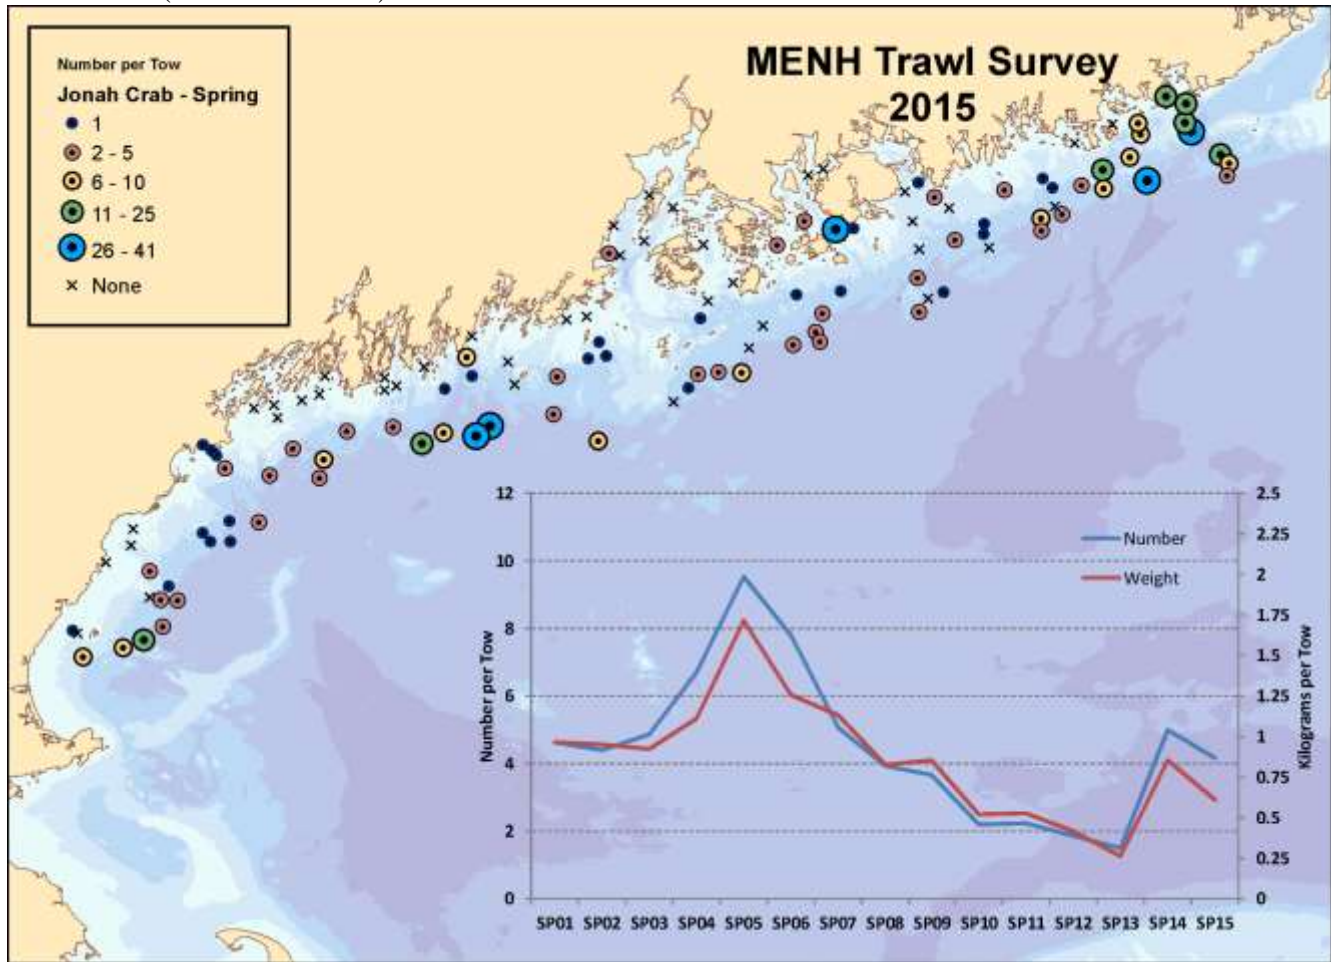 MENH Trawl Survey
2015
Number per Tow
Jonah Crab - Spring
1
2 - 5
6 - 10
11 - 25
26 - 41
× None
12
10
8
6
4
2
0
Number per Tow
Number
Weight
2.5
2.25
2
1.75
1.5
1.25
1
0.75
0.5
0.25
0
Kilograms per Tow
SP01 SP02 SP03 SP04 SP05 SP06 SP07 SP08 SP09 SP10 SP11 SP12 SP13 SP14 SP15